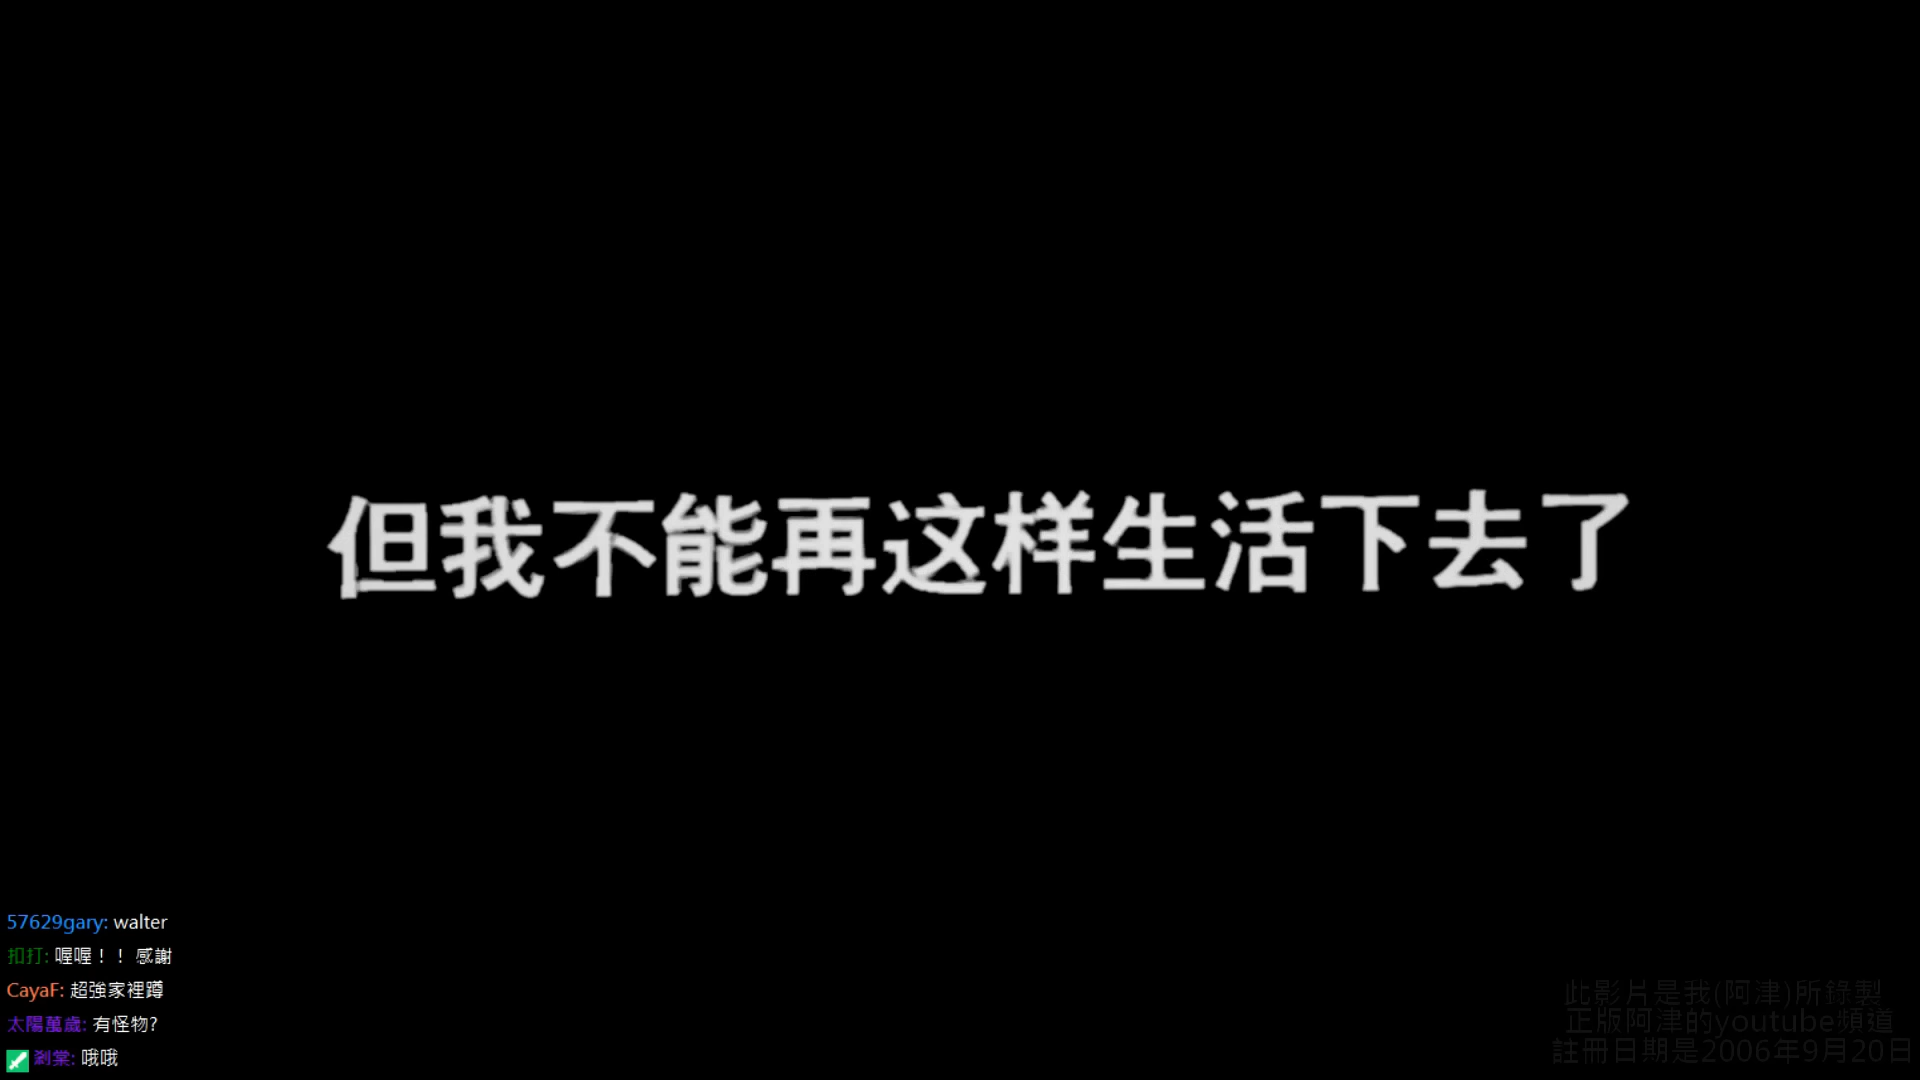 但我不能再这样生活下去了
57629gary: walter
扣打: 喔喔！！ 感謝
CayaF: 超強家裡蹲
太陽萬歲: 有怪物?
剎棠: 哦哦
此影片是我(阿津)所錄製
正版阿津的youtube頻道
註冊日期是2006年9月20日